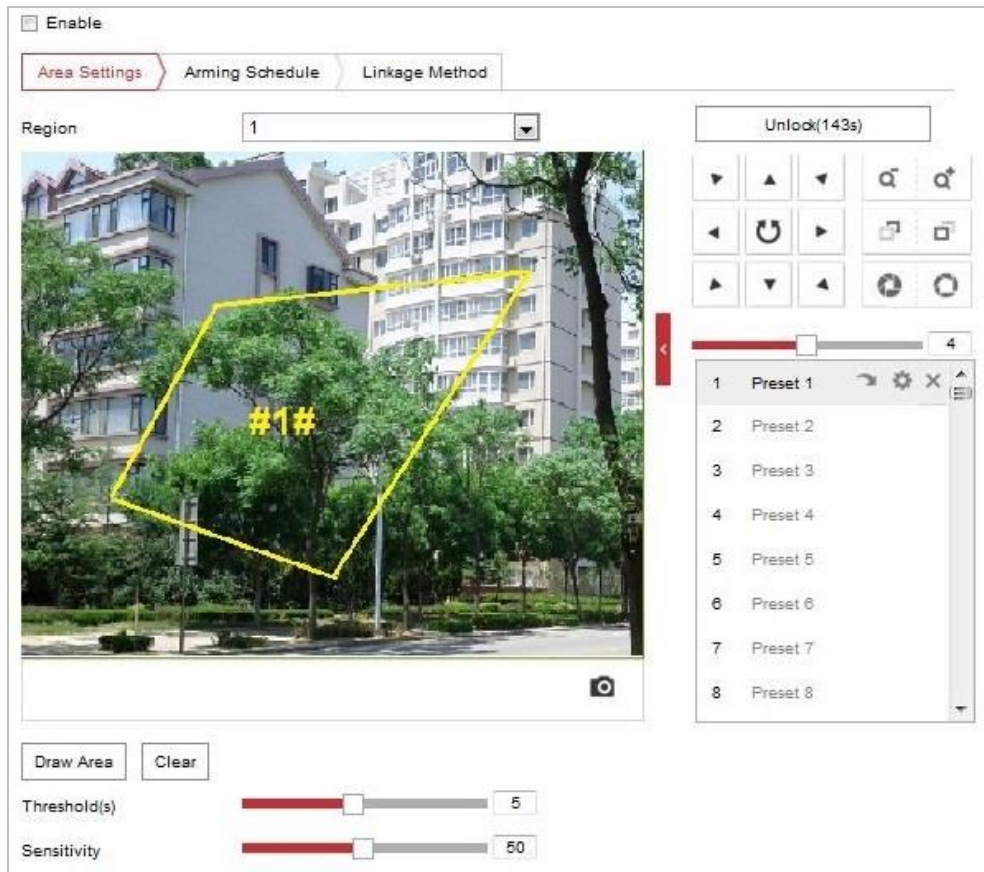 Enable
Area Settings
Arming Schedule
Linkage Method
Region
1
Unlock(143s)
#1#
4
1 Preset 1
2 Preset 2
3 Preset 3
4 Preset 4
5 Preset 5
6 Preset 6
7 Preset 7
8 Preset 8
Draw Area
Clear
Threshold(s)
5
Sensitivity
50